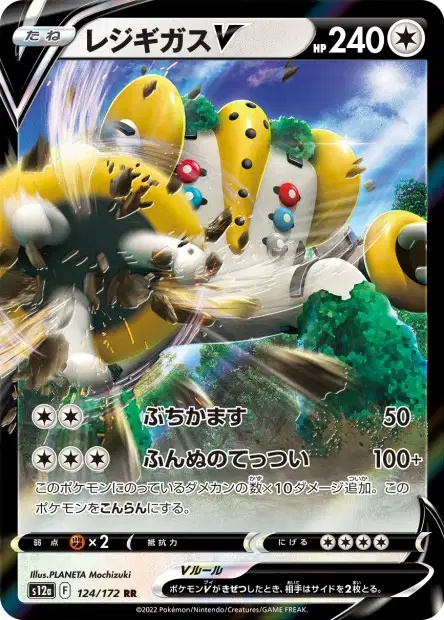 たね レジギガスV HP 240
ぶちかます 50
ふんぬのてっつい 100+
このポケモンにのっているダメカンの数×10ダメージ追加。この
ポケモンをこんらんにする。
弱点 ×2 抵抗力 にげる
Illus.PLANETA Mochizuki
Vルール
ポケモンVがきぜつしたとき、相手はサイドを2枚とる。
s12a F 124/172 RR
©2022 Pokémon/Nintendo/Creatures/GAME FREAK.